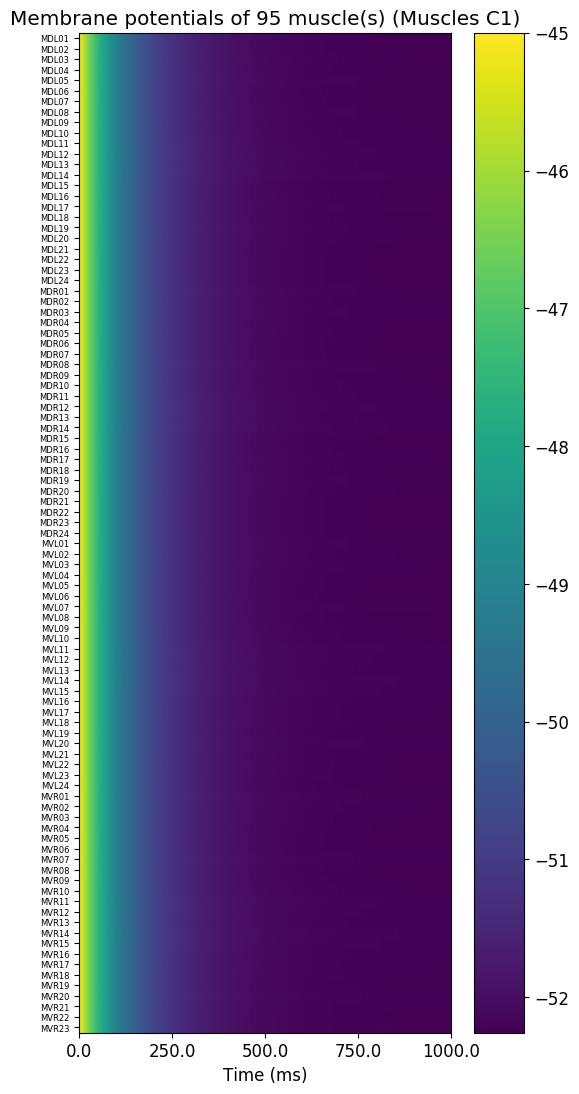 Membrane potentials of 95 muscle(s) (Muscles C1)
MDL01
MDL02
MDL03
MDL04
MDL05
MDL06
MDL07
MDL08
MDL09
MDL10
MDL11
MDL12
MDL13
MDL14
MDL15
MDL16
MDL17
MDL18
MDL19
MDL20
MDL21
MDL22
MDL23
MDL24
MDR01
MDR02
MDR03
MDR04
MDR05
MDR06
MDR07
MDR08
MDR09
MDR10
MDR11
MDR12
MDR13
MDR14
MDR15
MDR16
MDR17
MDR18
MDR19
MDR20
MDR21
MDR22
MDR23
MDR24
MVL01
MVL02
MVL03
MVL04
MVL05
MVL06
MVL07
MVL08
MVL09
MVL10
MVL11
MVL12
MVL13
MVL14
MVL15
MVL16
MVL17
MVL18
MVL19
MVL20
MVL21
MVL22
MVL23
MVL24
MVR01
MVR02
MVR03
MVR04
MVR05
MVR06
MVR07
MVR08
MVR09
MVR10
MVR11
MVR12
MVR13
MVR14
MVR15
MVR16
MVR17
MVR18
MVR19
MVR20
MVR21
MVR22
MVR23
0.0 250.0 500.0 750.0 1000.0
Time (ms)
−45
−46
−47
−48
−49
−50
−51
−52